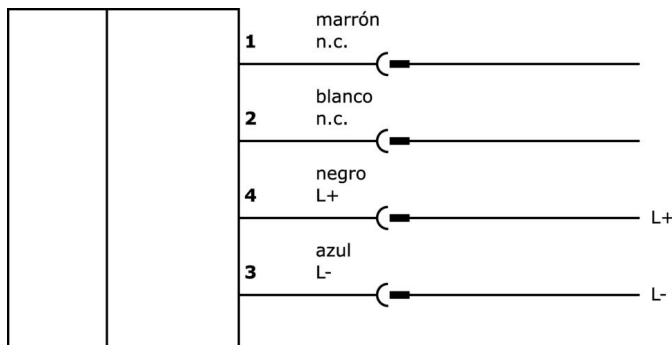 marrón
1 n.c.
blanco
2 n.c.
negro
4 L+
L+
azul
3 L-
L-